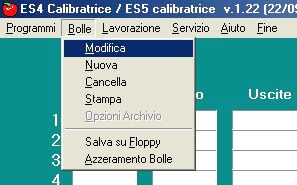 ES4 Calibratrice / ES5 calibratrice v.1.22 (22/09
Programmi Bolle Lavorazione Servizio Aiuto Fine
Modifica
Nuova
Cancella
Stampa
Opzioni Archivio
Salva su Floppy
Azzeramento Bolle
Uscite
1
2
3
4